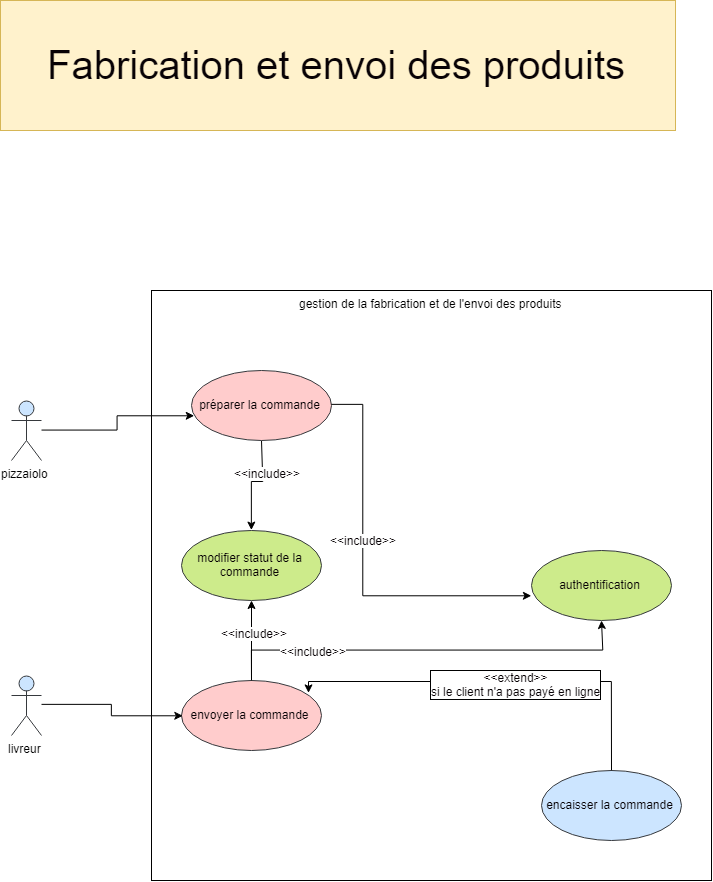 Fabrication et envoi des produits
gestion de la fabrication et de l'envoi des produits
préparer la commande
pizzaiolo
<<include>>
<<include>>
modifier statut de la
commande
authentification
<<include>>
<<include>>
<<extend>>
si le client n'a pas payé en ligne
envoyer la commande
livreur
encaisser la commande